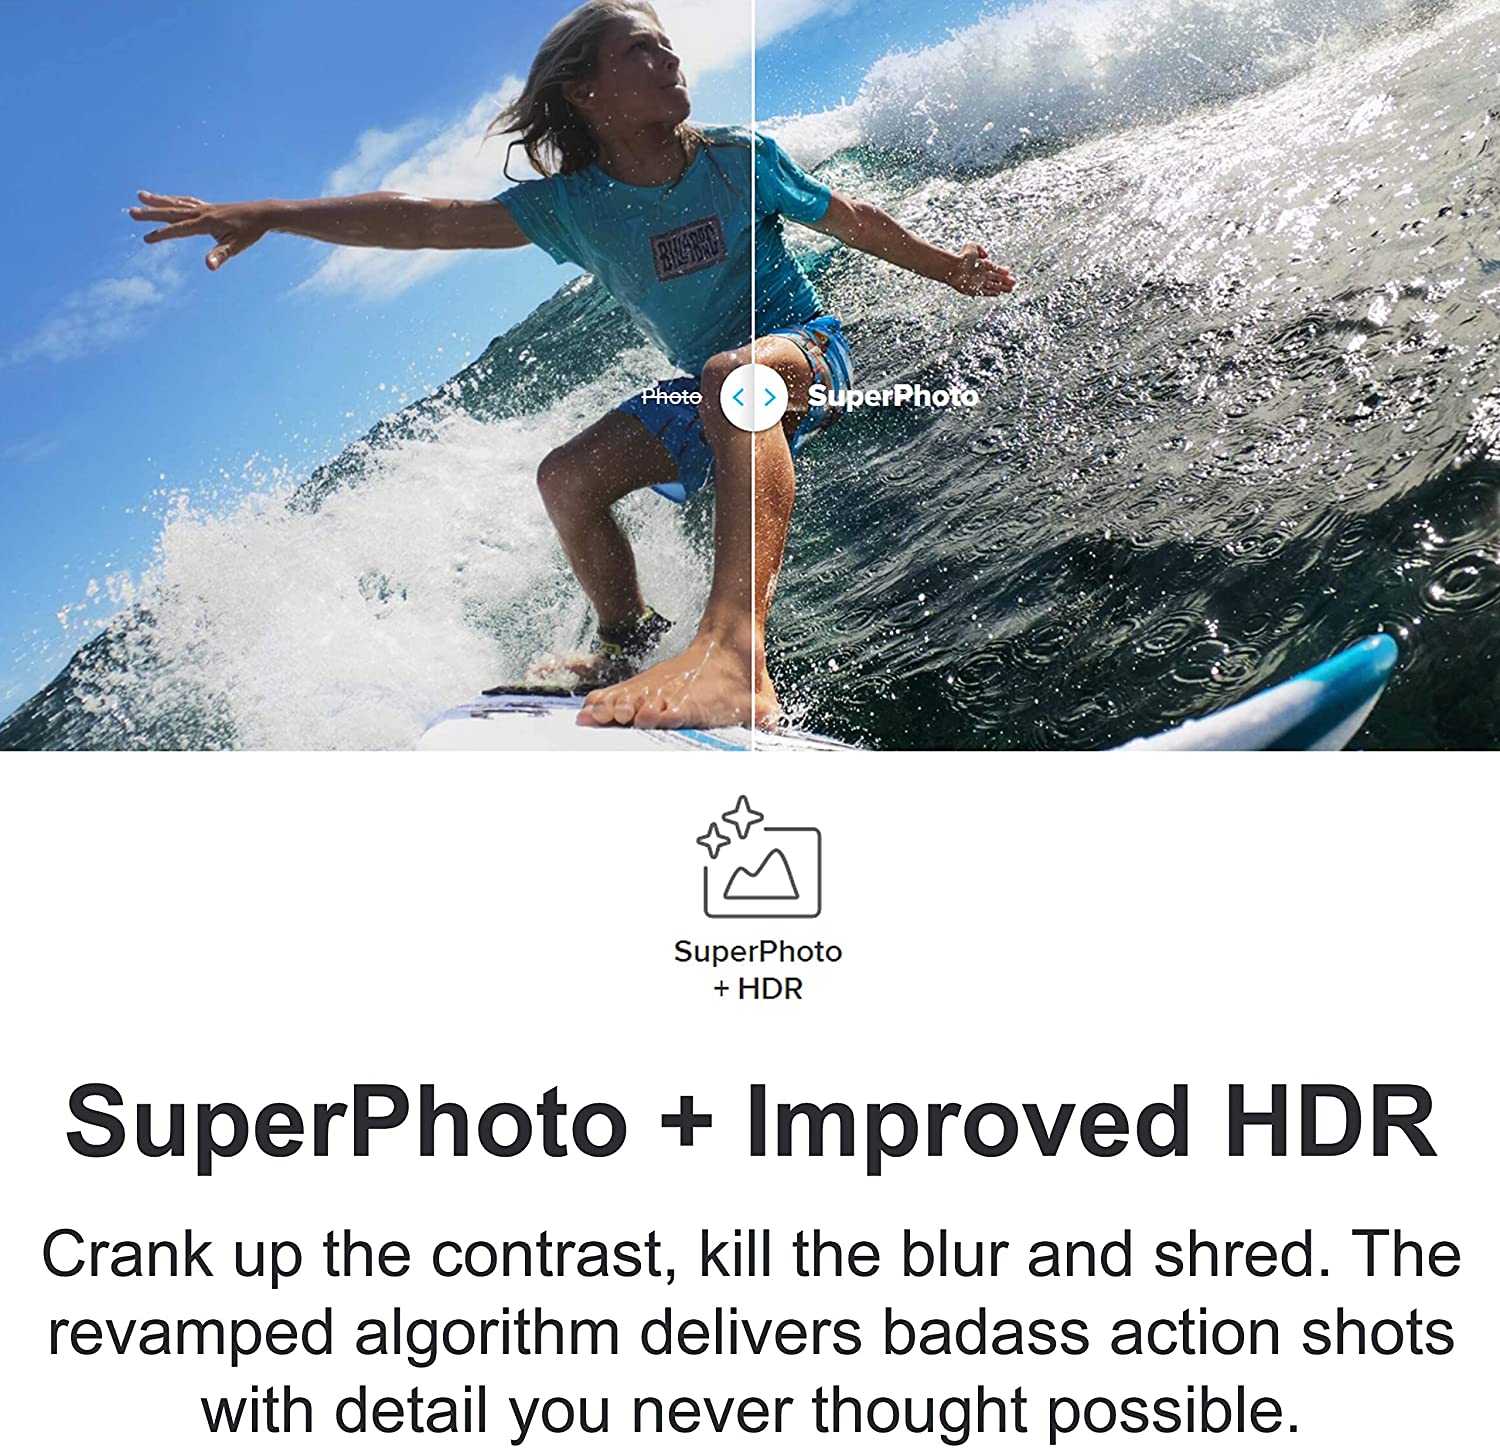 BILLABONG
Photo
SuperPhoto
SuperPhoto
+ HDR
SuperPhoto + Improved HDR
Crank up the contrast, kill the blur and shred. The
revamped algorithm delivers badass action shots
with detail you never thought possible.